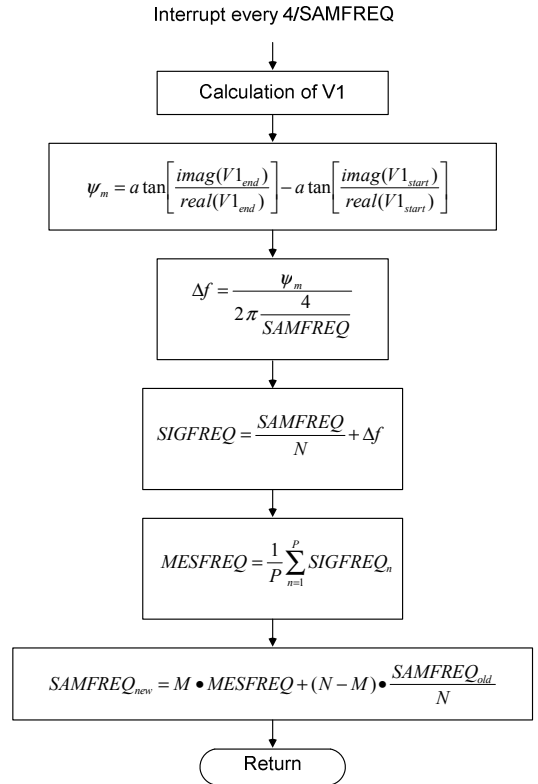 Interrupt every 4/SAMFREQ
Calculation of V1
ψ_m = a tan[imag(V1_end)/real(V1_end)] − a tan[imag(V1_start)/real(V1_start)]
Δf = ψ_m / (2π 4/SAMFREQ)
SIGFREQ = SAMFREQ/N + Δf
MESFREQ = 1/P ∑_{n=1}^{P} SIGFREQ_n
SAMFREQ_new = M • MESFREQ + (N − M) • SAMFREQ_old/N
Return